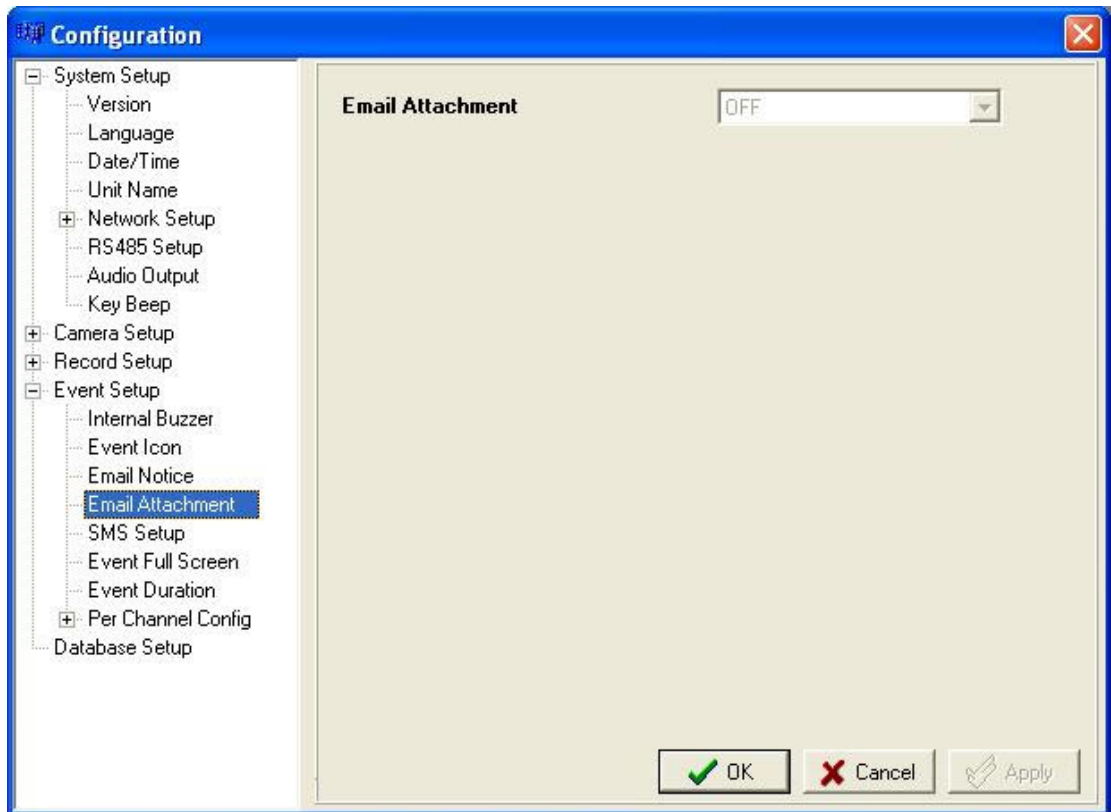 Configuration
System Setup
Version
Language
Date/Time
Unit Name
Network Setup
RS485 Setup
Audio Output
Key Beep
Camera Setup
Record Setup
Event Setup
Internal Buzzer
Event Icon
Email Notice
Email Attachment
SMS Setup
Event Full Screen
Event Duration
Per Channel Config
Database Setup
Email Attachment
OFF
OK
Cancel
Apply